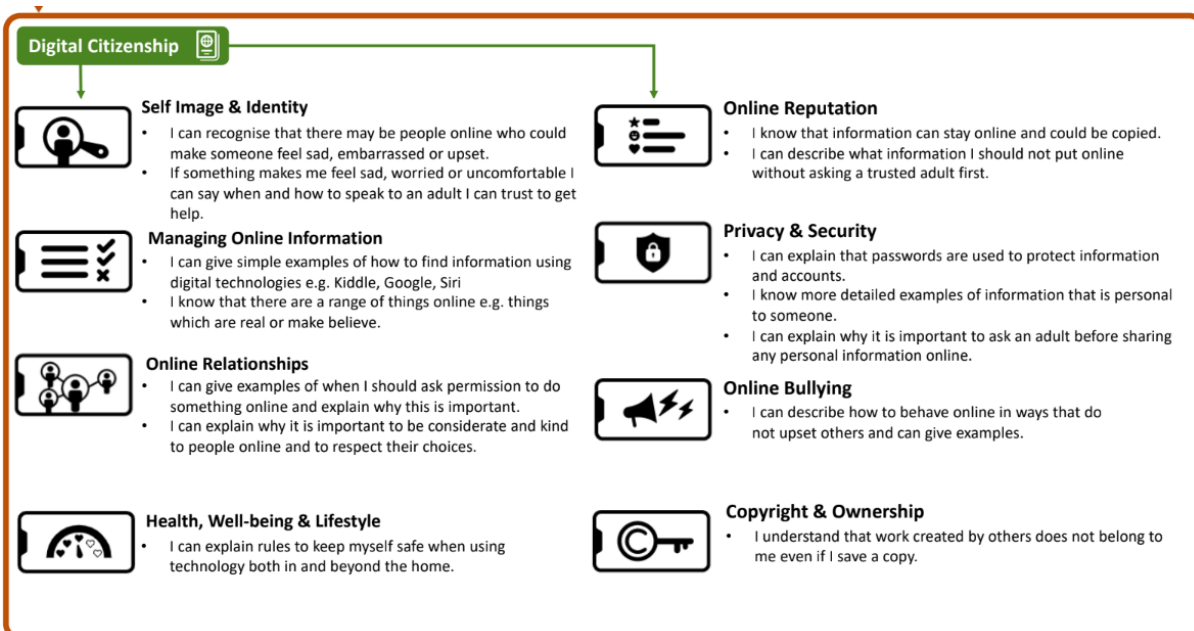 Digital Citizenship
Self Image & Identity
• I can recognise that there may be people online who could
make someone feel sad, embarrassed or upset.
• If something makes me feel sad, worried or uncomfortable I
can say when and how to speak to an adult I can trust to get
help.
Managing Online Information
• I can give simple examples of how to find information using
digital technologies e.g. Kiddle, Google, Siri
• I know that there are a range of things online e.g. things
which are real or make believe.
Online Relationships
• I can give examples of when I should ask permission to do
something online and explain why this is important.
• I can explain why it is important to be considerate and kind
to people online and to respect their choices.
Health, Well-being & Lifestyle
• I can explain rules to keep myself safe when using
technology both in and beyond the home.
Online Reputation
• I know that information can stay online and could be copied.
• I can describe what information I should not put online
without asking a trusted adult first.
Privacy & Security
• I can explain that passwords are used to protect information
and accounts.
• I know more detailed examples of information that is personal
to someone.
• I can explain why it is important to ask an adult before sharing
any personal information online.
Online Bullying
• I can describe how to behave online in ways that do
not upset others and can give examples.
Copyright & Ownership
• I understand that work created by others does not belong to
me even if I save a copy.